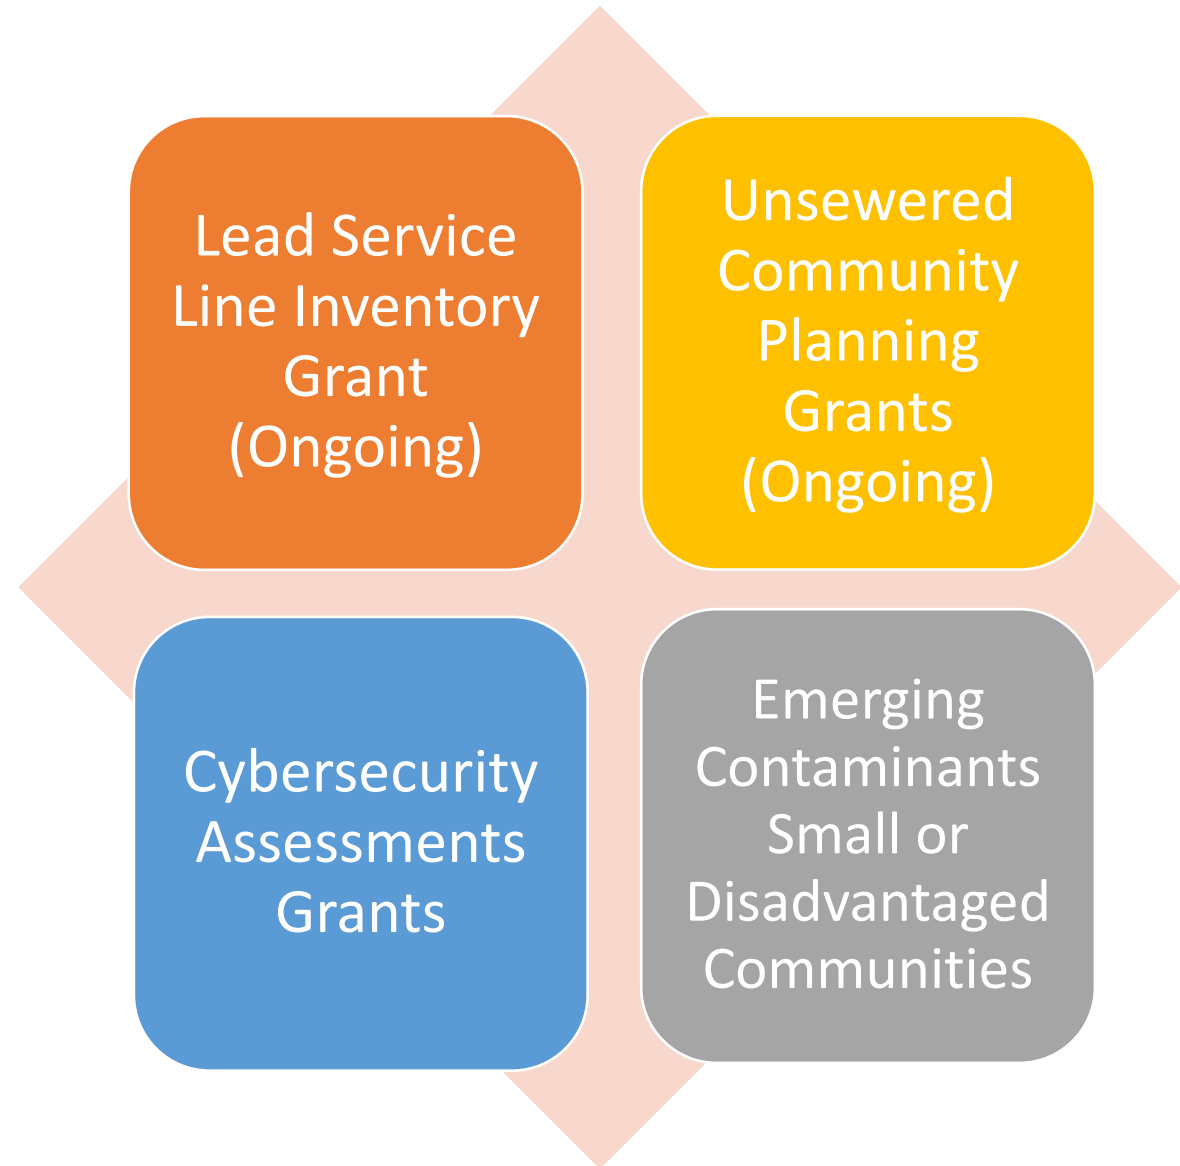 Lead Service
Line Inventory
Grant
(Ongoing)
Unsewered
Community
Planning
Grants
(Ongoing)
Cybersecurity
Assessments
Grants
Emerging
Contaminants
Small or
Disadvantaged
Communities